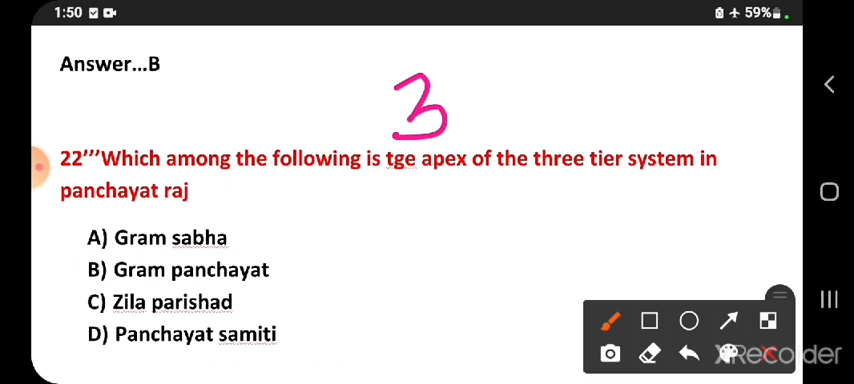 1:50
59%
Answer...B
3
22’’’Which among the following is tge apex of the three tier system in
panchayat raj
A) Gram sabha
B) Gram panchayat
C) Zila parishad
D) Panchayat samiti
XRecorder